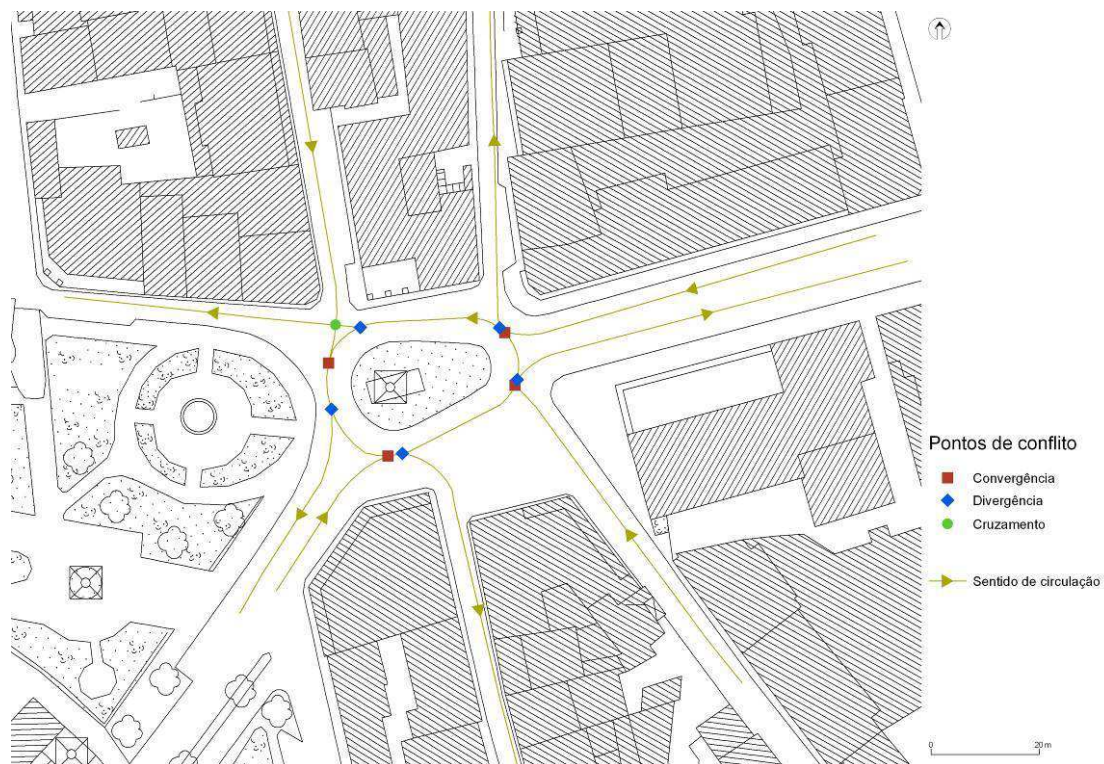 Pontos de conflito
Convergência
Divergência
Cruzamento
Sentido de circulação
0 20 m